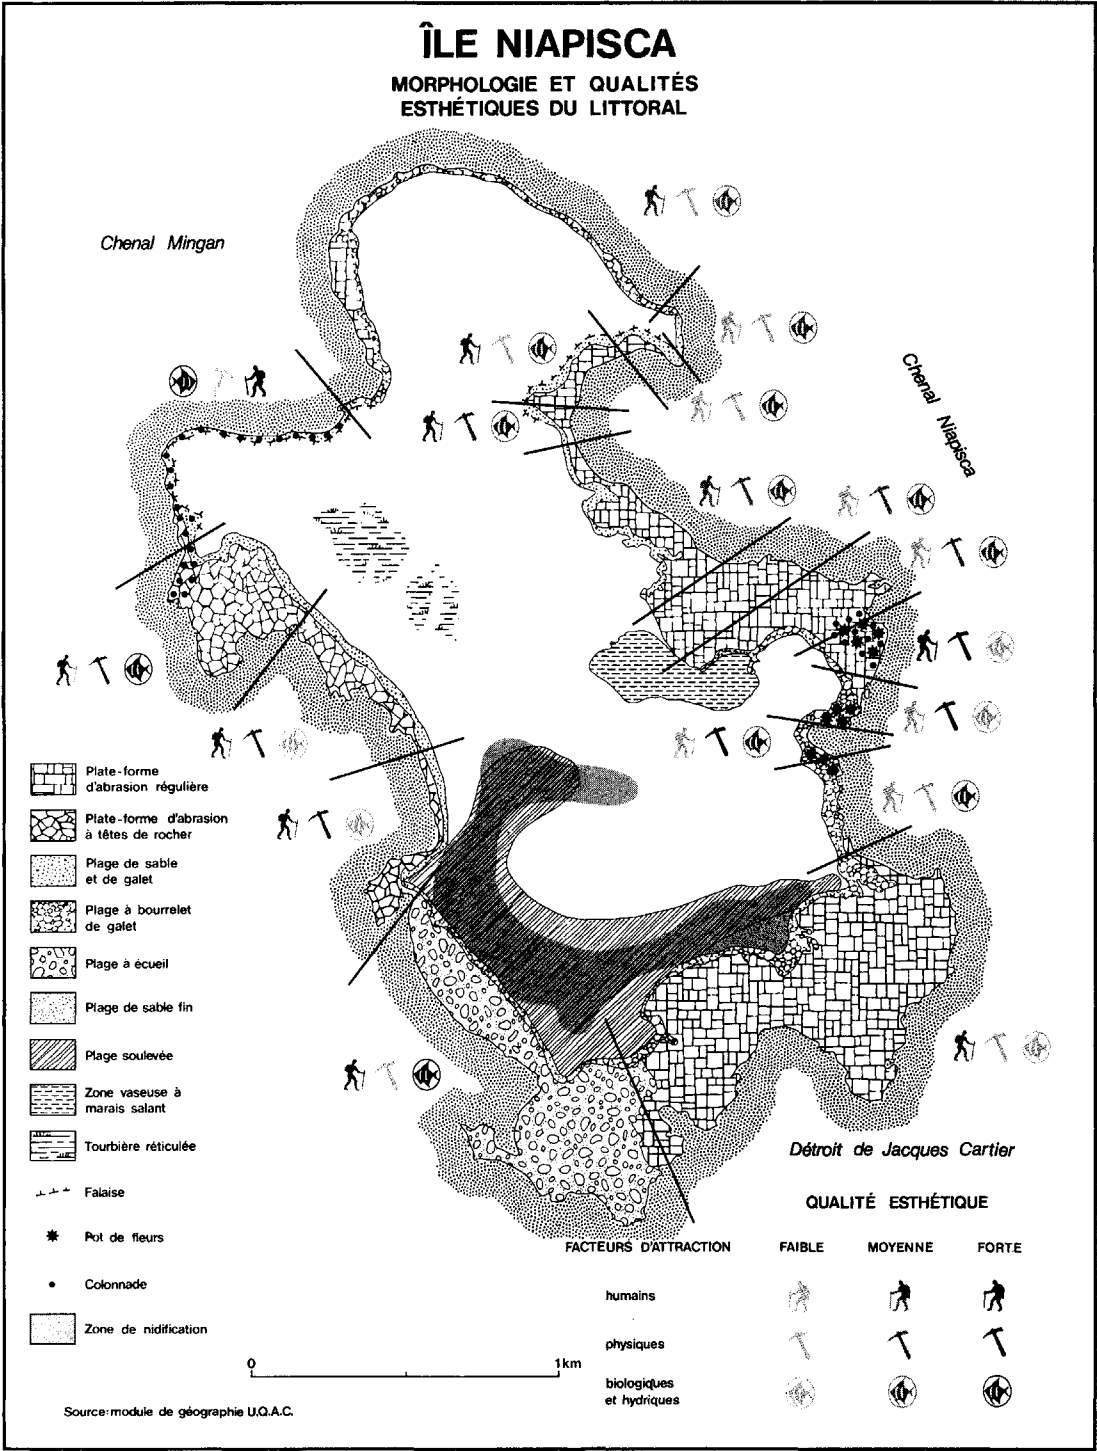 ÎLE NIAPISCA
MORPHOLOGIE ET QUALITÉS
ESTHÉTIQUES DU LITTORAL
Chenal Mingan
Chenal Niapisca
Plate-forme
d'abrasion régulière
Plate-forme d'abrasion
à têtes de rocher
Plage de sable
et de galet
Plage à bourrelet
de galet
Plage à écueil
Plage de sable fin
Plage soulevée
Zone vaseuse à
marais salant
Tourbière réticulée
Falaise
Pot de fleurs
Colonnade
Zone de nidification
Détroit de Jacques Cartier
QUALITÉ ESTHÉTIQUE
FACTEURS D'ATTRACTION FAIBLE MOYENNE FORTE
humains
physiques
biologiques
et hydriques
0 1km
Source: module de géographie U.Q.A.C.